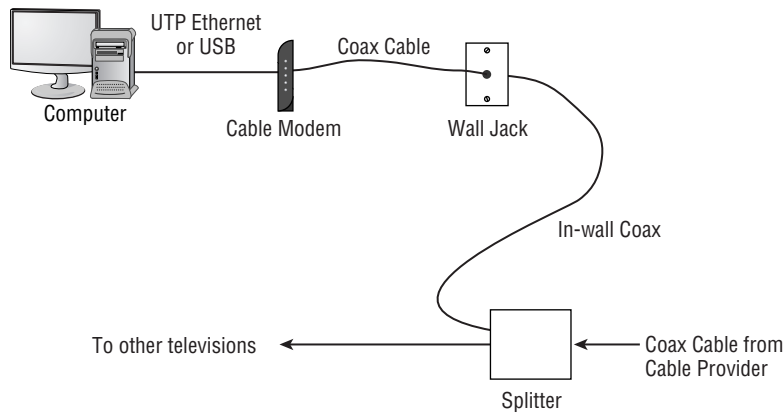 UTP Ethernet
or USB
Coax Cable
Computer
Cable Modem
Wall Jack
In-wall Coax
To other televisions
Coax Cable from
Cable Provider
Splitter